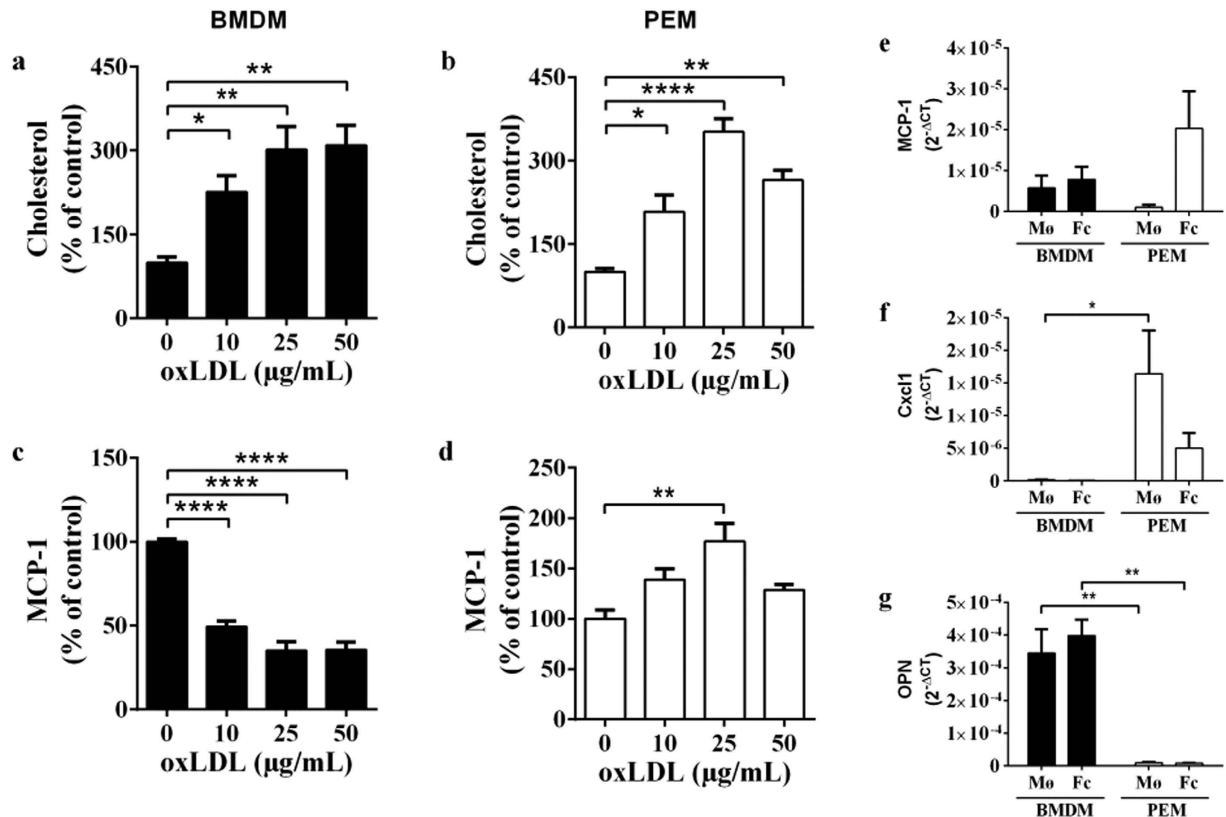 BMDM
PEM
a
Cholesterol
(% of control)
450
300
150
0
*
**
**
0 10 25 50
oxLDL (µg/mL)
b
Cholesterol
(% of control)
450
300
150
0
*
****
**
0 10 25 50
oxLDL (µg/mL)
c
MCP-1
(% of control)
150
100
50
0
****
****
****
0 10 25 50
oxLDL (µg/mL)
d
MCP-1
(% of control)
250
200
150
100
50
0
**
0 10 25 50
oxLDL (µg/mL)
e
MCP-1
(2-ΔCT)
4×10-5
3×10-5
2×10-5
1×10-5
0
Mø Fc Mø Fc
BMDM PEM
f
Cxcl1
(2-ΔCT)
2×10-5
2×10-5
1×10-5
1×10-5
5×10-6
0
*
Mø Fc Mø Fc
BMDM PEM
g
OPN
(2-ΔCT)
5×10-4
4×10-4
3×10-4
2×10-4
1×10-4
0
**
**
Mø Fc Mø Fc
BMDM PEM